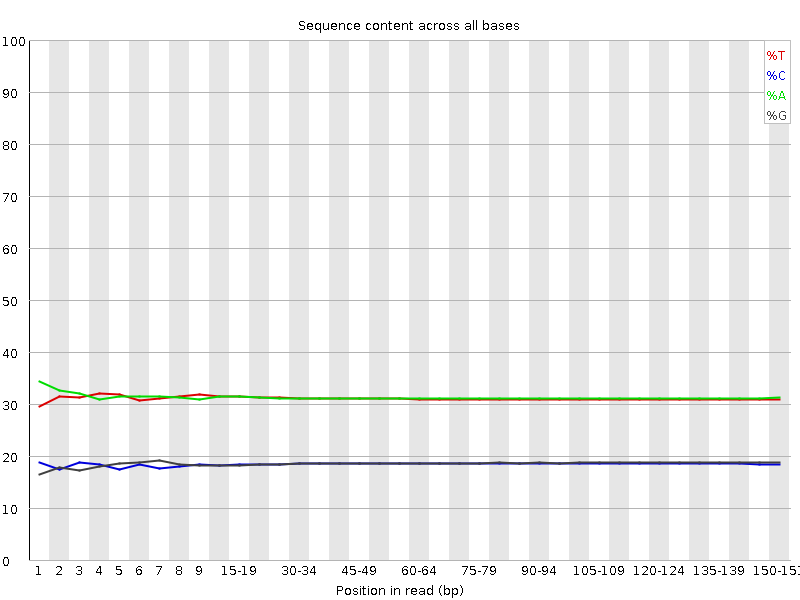 Sequence content across all bases
100
90
80
70
60
50
40
30
20
10
0
%T
%C
%A
%G
1 2 3 4 5 6 7 8 9 15-19 30-34 45-49 60-64 75-79 90-94 105-109 120-124 135-139 150-151
Position in read (bp)